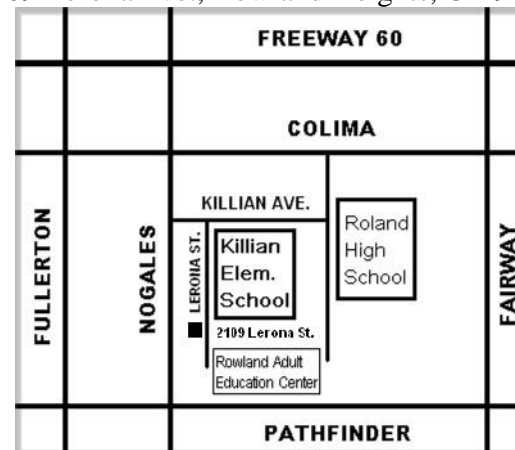 FREEWAY 60
COLIMA
KILLIAN AVE.
FULLERTON
NOGALES
LERONA ST.
Killian
Elem.
School
Roland
High
School
FAIRWAY
2109 Lerona St.
Rowland Adult
Education Center
PATHFINDER